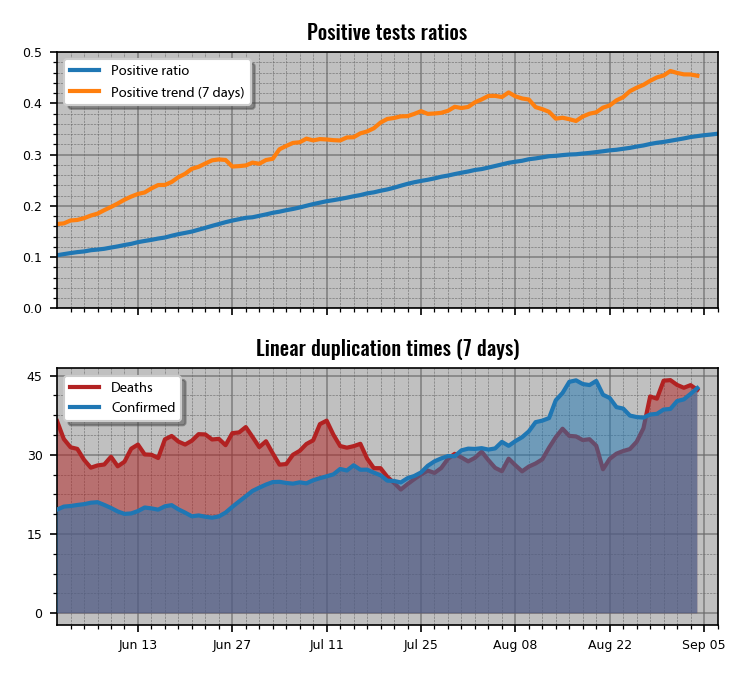 Positive tests ratios
0.5
0.4
0.3
0.2
0.1
0.0
Positive ratio
Positive trend (7 days)
Linear duplication times (7 days)
45
30
15
0
Deaths
Confirmed
Jun 13 Jun 27 Jul 11 Jul 25 Aug 08 Aug 22 Sep 05